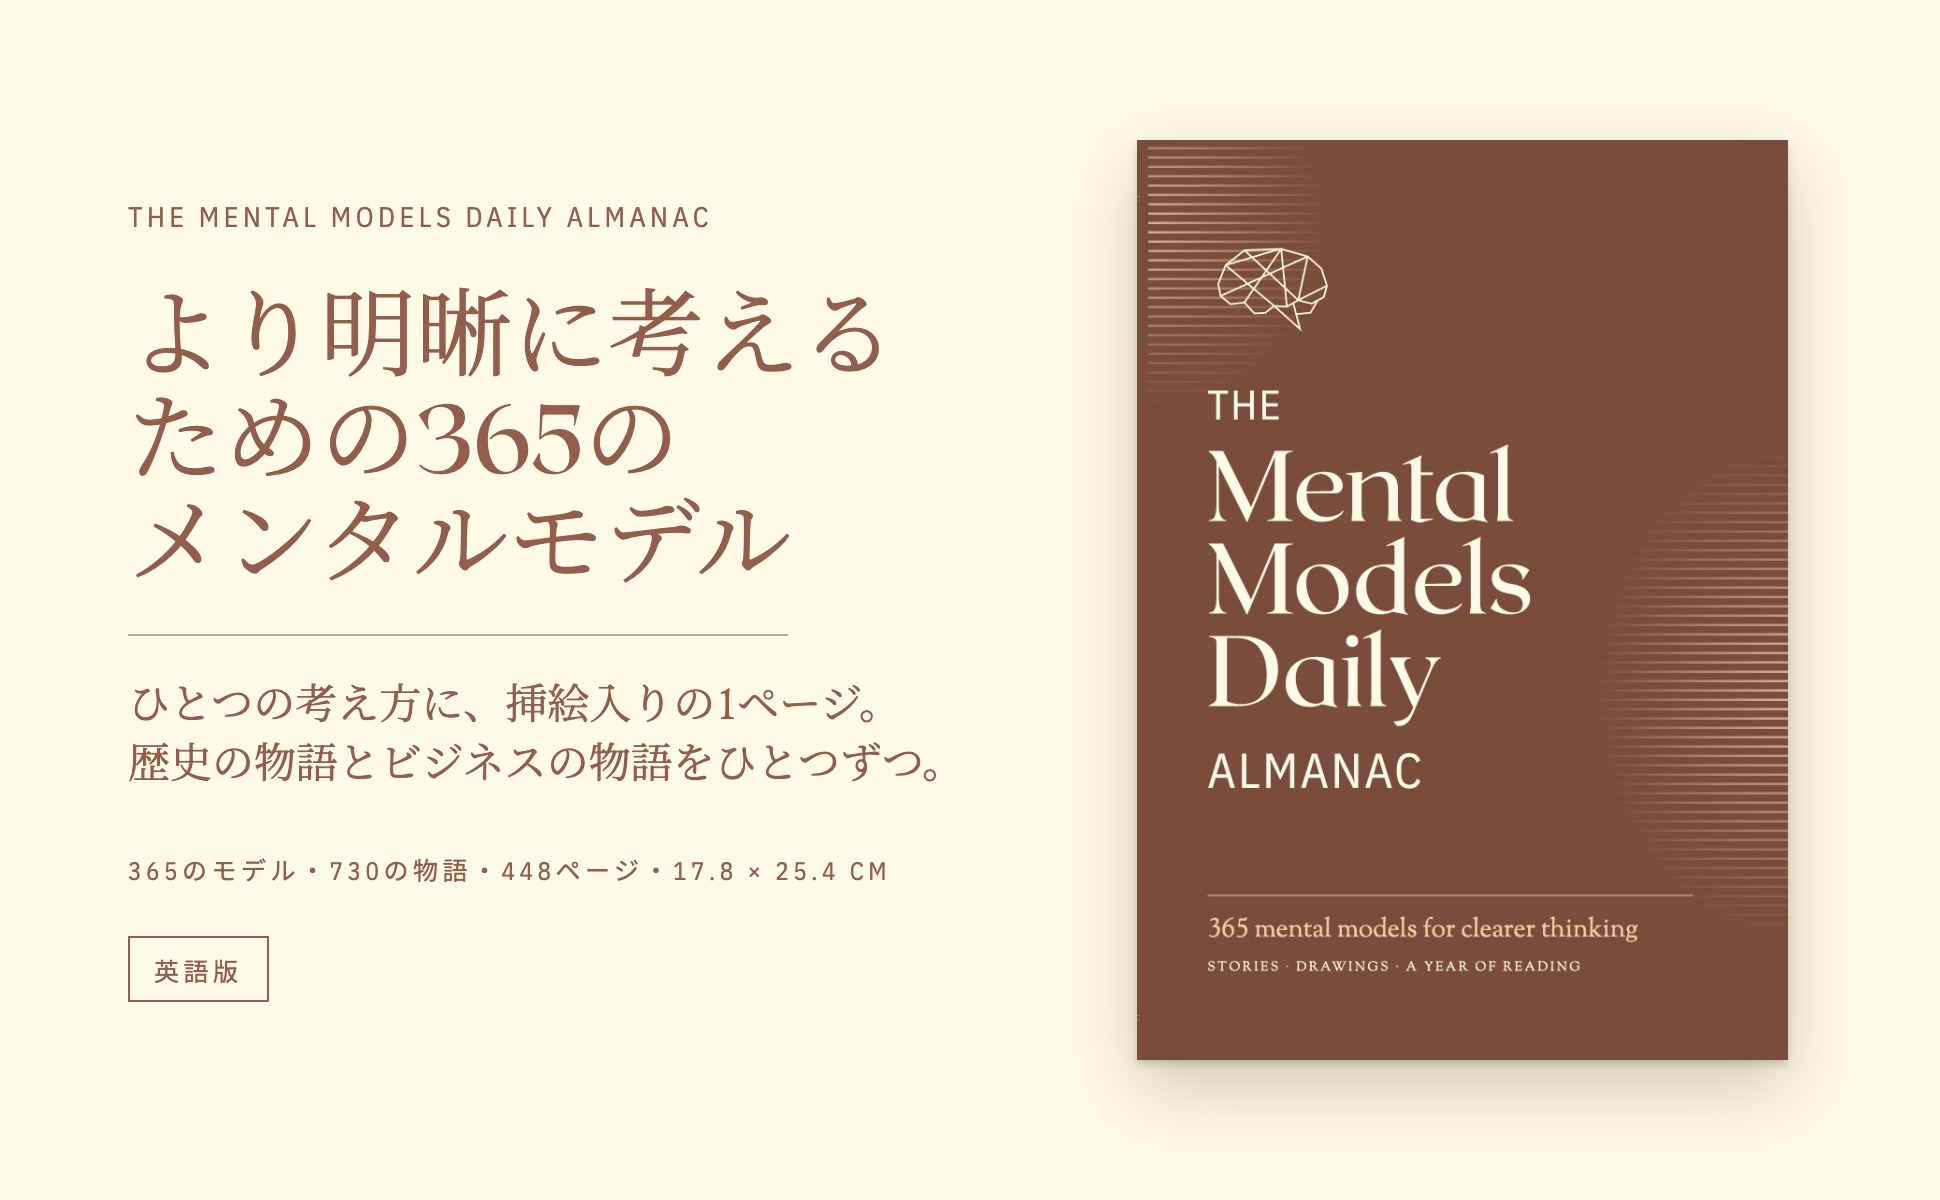 THE MENTAL MODELS DAILY ALMANAC
より明晰に考える
ための365の
メンタルモデル
ひとつの考え方に、挿絵入りの1ページ。
歴史の物語とビジネスの物語をひとつずつ。
365のモデル・730の物語・448ページ・17.8 × 25.4 CM
英語版
THE
Mental
Models
Daily
ALMANAC
365 mental models for clearer thinking
STORIES · DRAWINGS · A YEAR OF READING